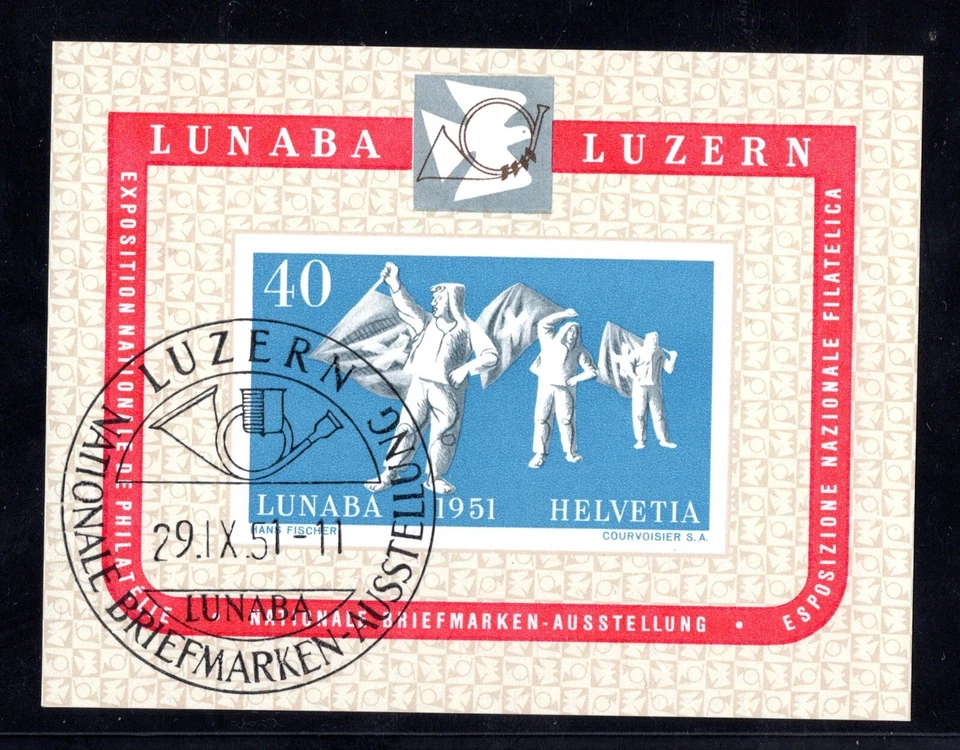 LUNABA LUZERN
EXPOSITION NATIONALE DE PHILATÉLIE • NATIONALE BRIEFMARKEN-AUSSTELLUNG • ESPOSIZIONE NAZIONALE FILATELICA
40
LUNABA 1951 HELVETIA
HANS FISCHER
COURVOISIER S.A.
LUZERN
29.IX.51-11
LUNABA
NATIONALE BRIEFMARKEN-AUSSTELLUNG